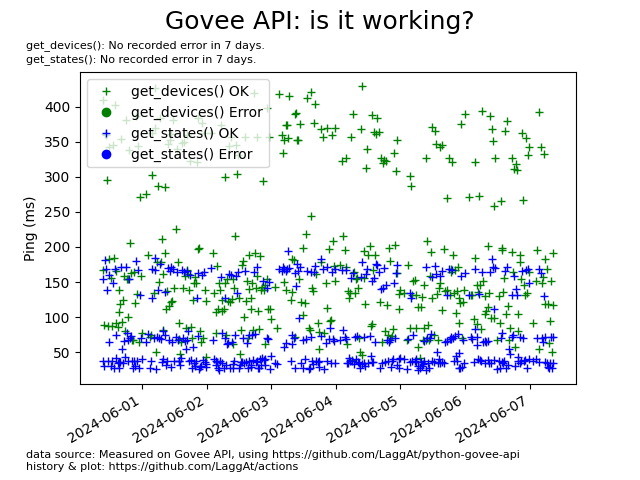 Govee API: is it working?
get_devices(): No recorded error in 7 days.
get_states(): No recorded error in 7 days.
get_devices() OK
get_devices() Error
get_states() OK
get_states() Error
Ping (ms)
400
350
300
250
200
150
100
50
2024-06-01
2024-06-02
2024-06-03
2024-06-04
2024-06-05
2024-06-06
2024-06-07
data source: Measured on Govee API, using https://github.com/LaggAt/python-govee-api
history & plot: https://github.com/LaggAt/actions